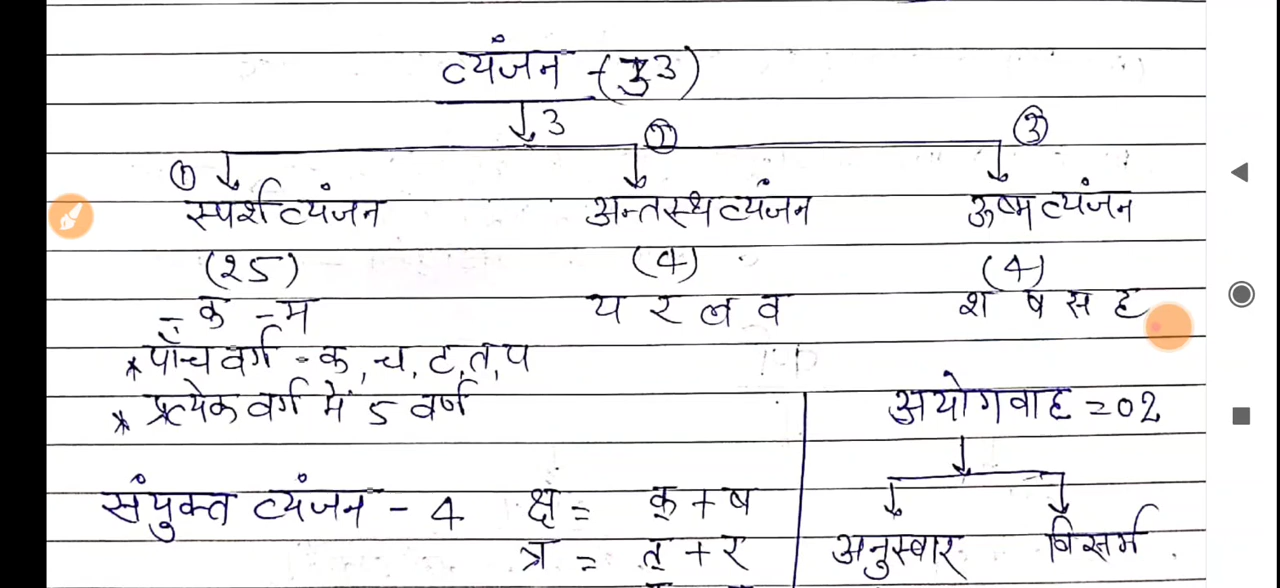 व्यंजन - (33)
3
① ② ③
स्पर्श व्यंजन अन्तस्थ व्यंजन ऊष्म व्यंजन
(25) (4) (4)
- क - म य र ल व श ष स ह
* पाँच वर्ग - क, च, ट, त, प
* प्रत्येक वर्ग में 5 वर्ण
अयोगवाह = 02
संयुक्त व्यंजन - 4 क्ष = क् + ष
त्र = त् + र
अनुस्वार विसर्ग